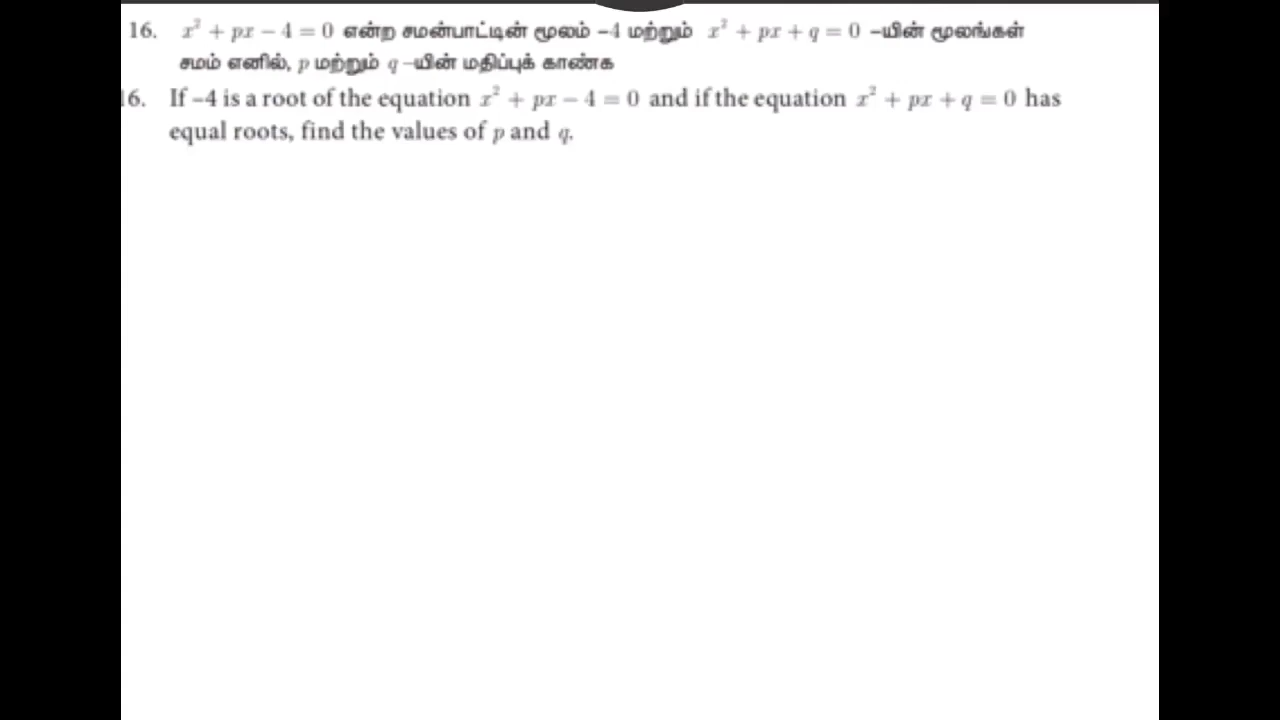 16. x² + px − 4 = 0 என்ற சமன்பாட்டின் மூலம் −4 மற்றும் x² + px + q = 0 −யின் மூலங்கள்
சமம் எனில், p மற்றும் q −யின் மதிப்புக் காண்க
16. If −4 is a root of the equation x² + px − 4 = 0 and if the equation x² + px + q = 0 has
equal roots, find the values of p and q.